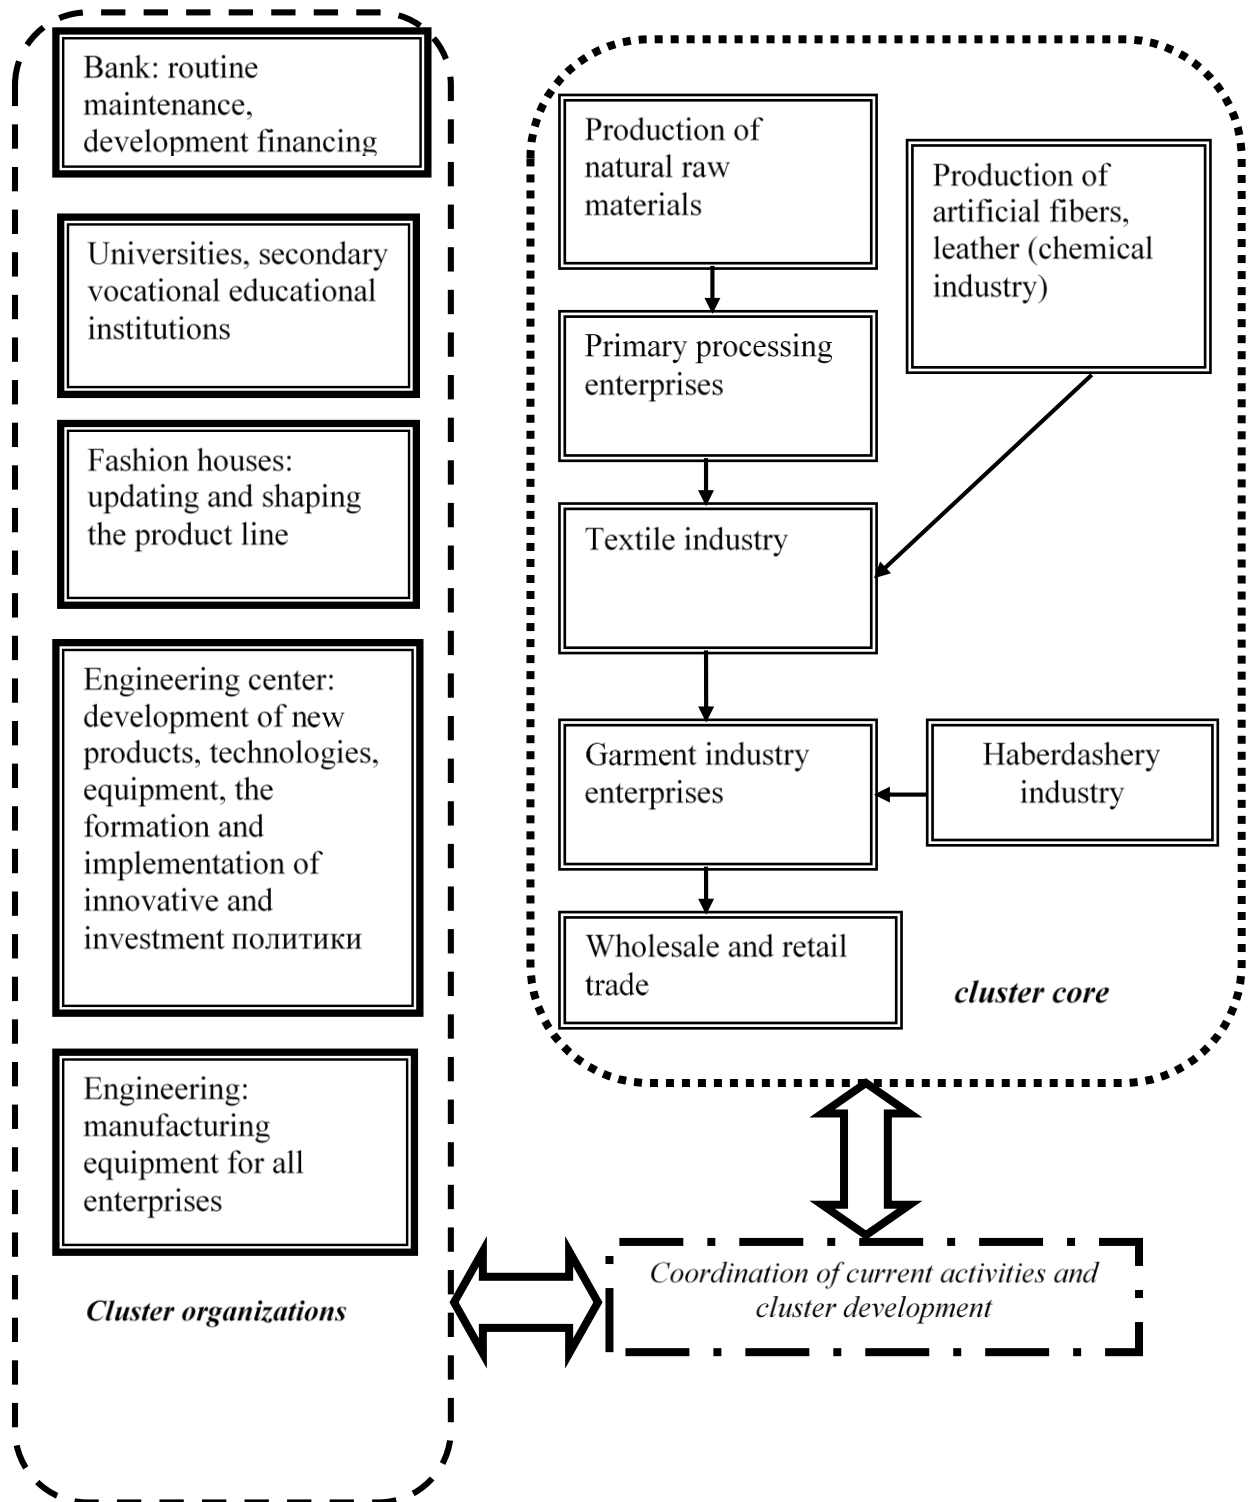 Bank: routine
maintenance,
development financing
Universities, secondary
vocational educational
institutions
Fashion houses:
updating and shaping
the product line
Engineering center:
development of new
products, technologies,
equipment, the
formation and
implementation of
innovative and
investment политики
Engineering:
manufacturing
equipment for all
enterprises
Cluster organizations
Production of
natural raw
materials
Production of
artificial fibers,
leather (chemical
industry)
Primary processing
enterprises
Textile industry
Garment industry
enterprises
Haberdashery
industry
Wholesale and retail
trade
cluster core
Coordination of current activities and
cluster development